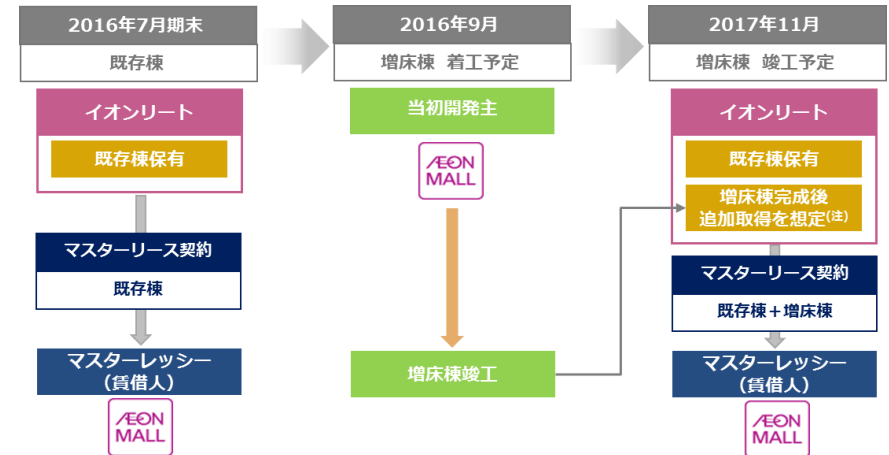 2016年7月期末
既存棟
イオンリート
既存棟保有
マスターリース契約
既存棟
マスターレッシー
（賃借人）
ÆON
MALL
2016年9月
増床棟 着工予定
当初開発主
ÆON
MALL
増床棟竣工
2017年11月
増床棟 竣工予定
イオンリート
既存棟保有
増床棟完成後
追加取得を想定(注)
マスターリース契約
既存棟＋増床棟
マスターレッシー
（賃借人）
ÆON
MALL